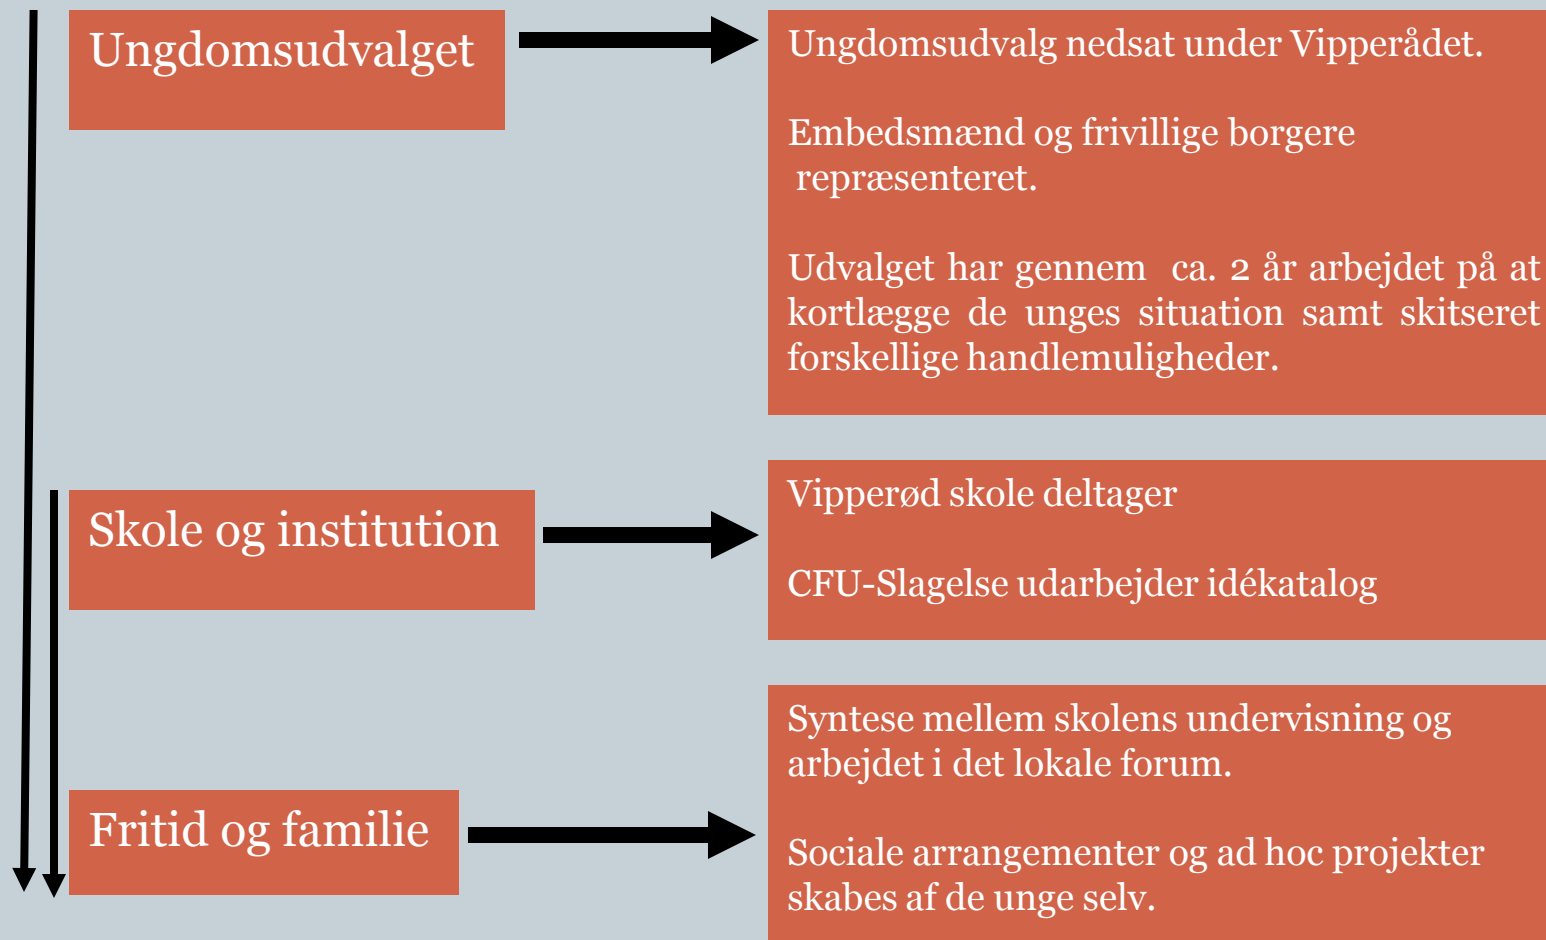 Ungdomsudvalget
Ungdomsudvalg nedsat under Vipperådet.
Embedsmænd og frivillige borgere
repræsenteret.
Udvalget har gennem ca. 2 år arbejdet på at
kortlægge de unges situation samt skitseret
forskellige handlemuligheder.
Skole og institution
Vipperød skole deltager
CFU-Slagelse udarbejder idékatalog
Fritid og familie
Syntese mellem skolens undervisning og
arbejdet i det lokale forum.
Sociale arrangementer og ad hoc projekter
skabes af de unge selv.